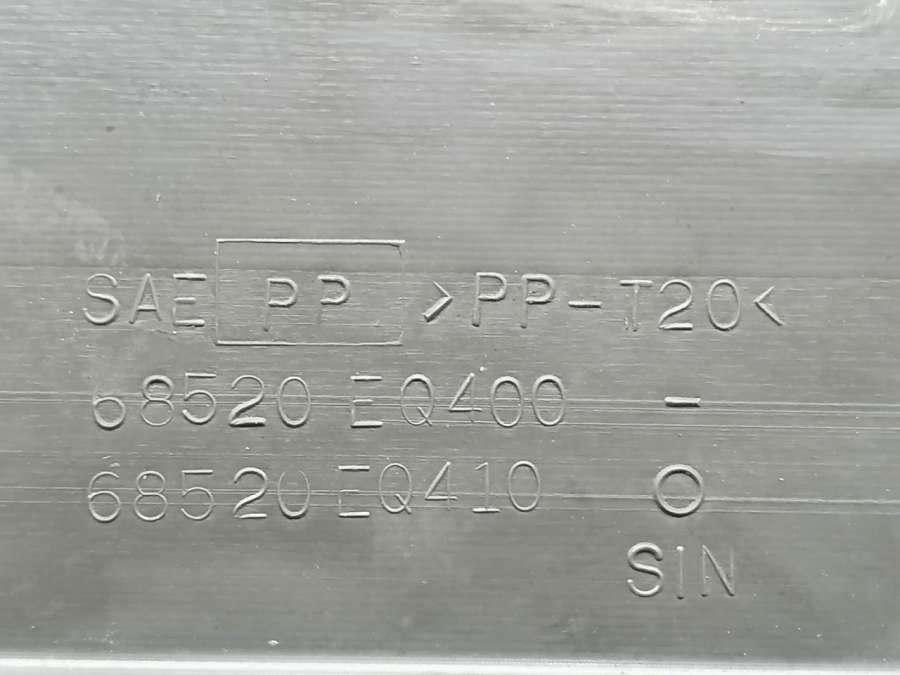 SAE PP >PP-T20<
68520 EQ400 -
68520 EQ410 O
SIN